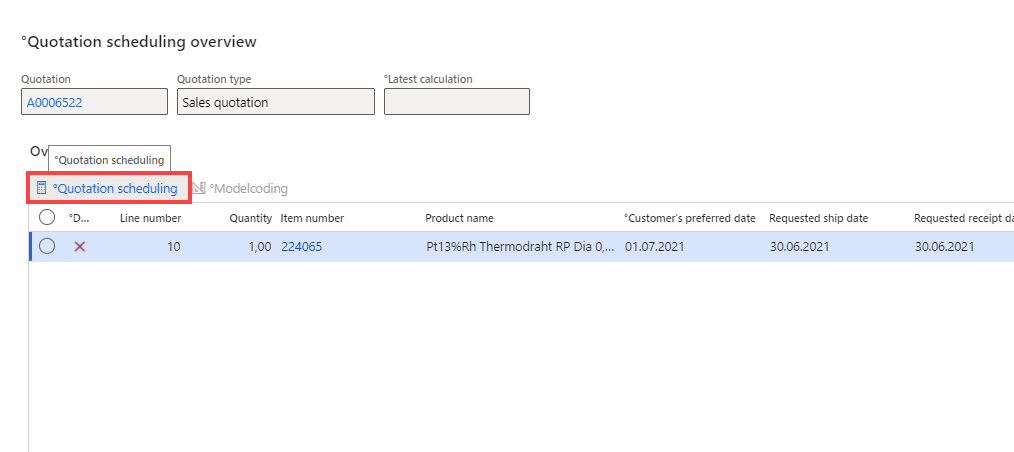 °Quotation scheduling overview
Quotation Quotation type °Latest calculation
A0006522 Sales quotation
Ov
°Quotation scheduling
°Quotation scheduling °Modelcoding
°D... Line number Quantity Item number Product name °Customer's preferred date Requested ship date Requested receipt da
10 1,00 224065 Pt13%Rh Thermodraht RP Dia 0,... 01.07.2021 30.06.2021 30.06.2021